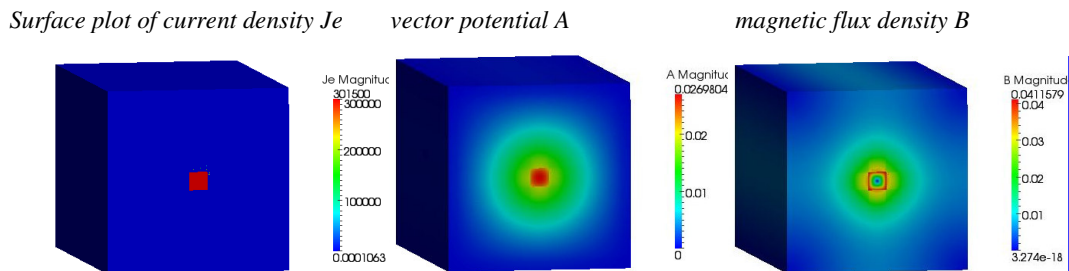 Surface plot of current density Je
vector potential A
magnetic flux density B
Je Magnitud
301500
300000
200000
100000
0.0001063
A Magnitud
0.0269804
0.02
0.01
0
B Magnitude
0.0411579
0.04
0.03
0.02
0.01
3.274e-18